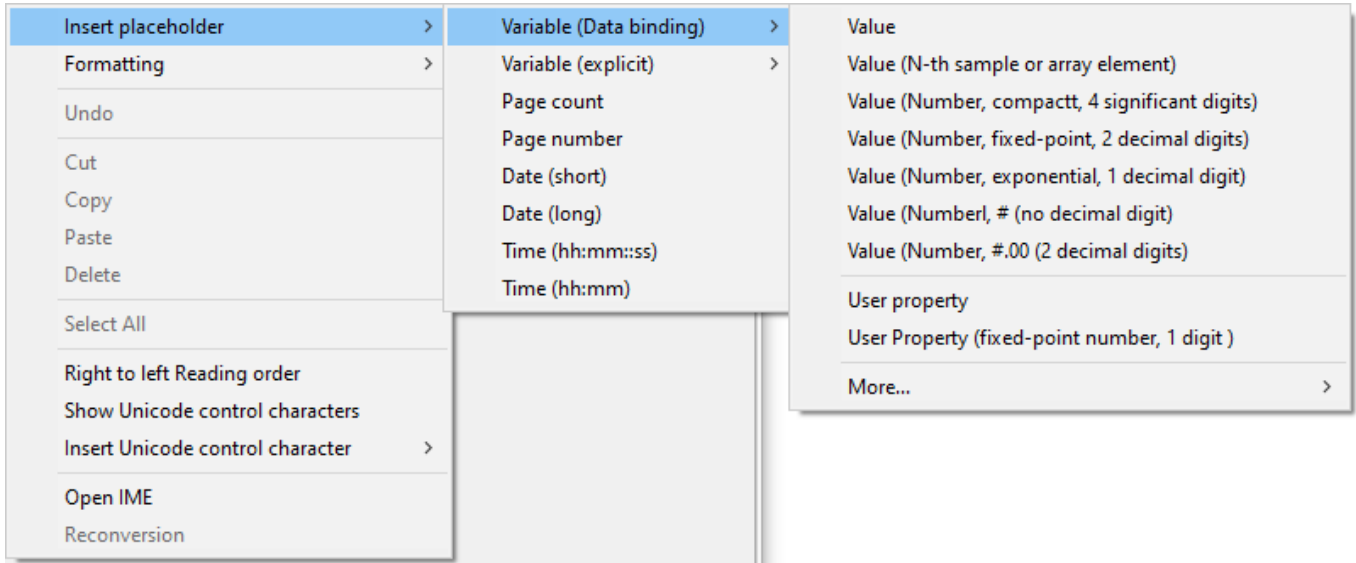 Insert placeholder
Formatting
Undo
Cut
Copy
Paste
Delete
Select All
Right to left Reading order
Show Unicode control characters
Insert Unicode control character
Open IME
Reconversion
Variable (Data binding)
Variable (explicit)
Page count
Page number
Date (short)
Date (long)
Time (hh:mm::ss)
Time (hh:mm)
Value
Value (N-th sample or array element)
Value (Number, compactt, 4 significant digits)
Value (Number, fixed-point, 2 decimal digits)
Value (Number, exponential, 1 decimal digit)
Value (Numberl, # (no decimal digit)
Value (Number, #.00 (2 decimal digits)
User property
User Property (fixed-point number, 1 digit )
More...